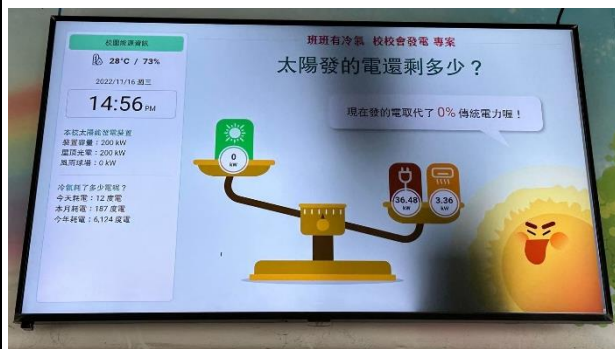 校園能源資訊
28°C / 73%
2022/11/16 週三
14:56 PM
本校太陽能發電裝置
裝置容量：200 kW
屋頂光電：200 kW
風雨球場：0 kW
冷氣耗了多少電呢？
今天耗電：12 度電
本月耗電：187 度電
今年耗電：6,124 度電
班班有冷氣 校校會發電 專案
太陽發的電還剩多少？
現在發的電取代了 0% 傳統電力喔！
0
kW
36.48
kW
3.36
kW